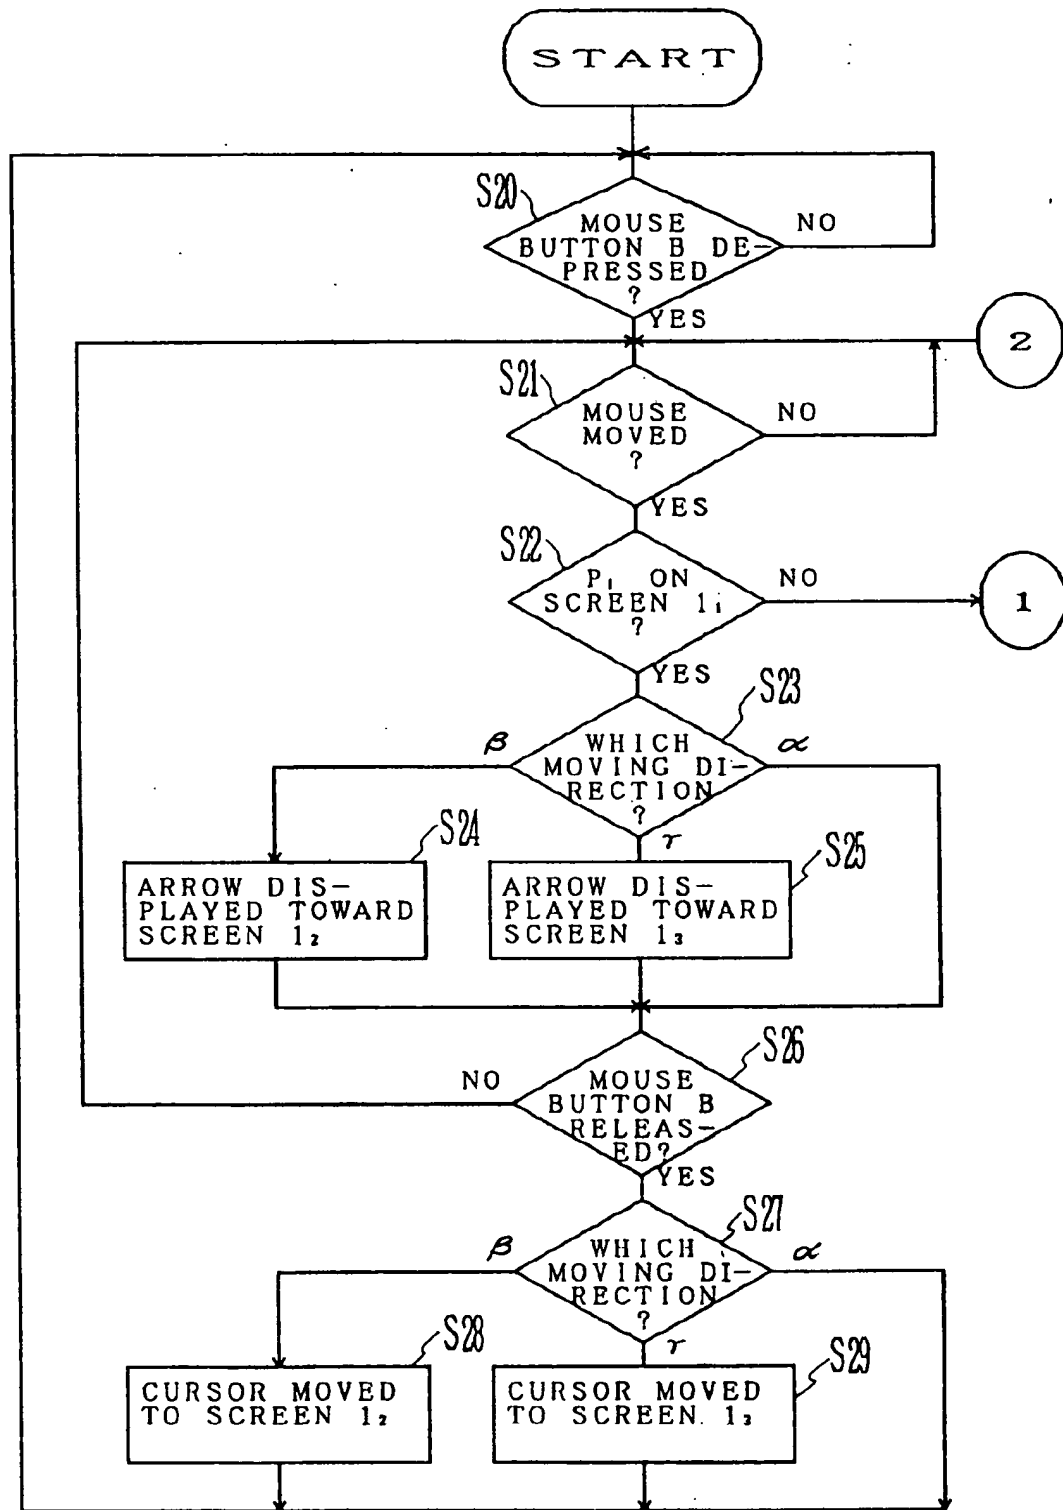 START
S20
MOUSE
BUTTON B DE-
PRESSED
?
NO
YES
2
S21
MOUSE
MOVED
?
NO
YES
S22
P₁ ON
SCREEN 1₁
?
NO
1
YES
S23
WHICH
MOVING DI-
RECTION
?
β
α
γ
S24
ARROW DIS-
PLAYED TOWARD
SCREEN 1₂
S25
ARROW DIS-
PLAYED TOWARD
SCREEN 1₃
S26
MOUSE
BUTTON B
RELEAS-
ED?
NO
YES
S27
WHICH
MOVING DI-
RECTION
?
β
α
γ
S28
CURSOR MOVED
TO SCREEN 1₂
S29
CURSOR MOVED
TO SCREEN 1₃